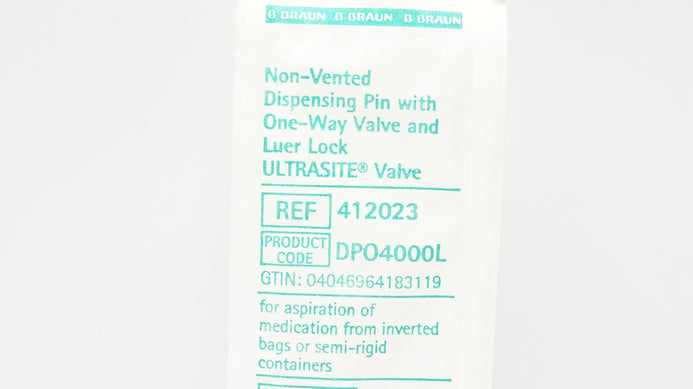 B BRAUN B BRAUN B BRAUN
Non-Vented
Dispensing Pin with
One-Way Valve and
Luer Lock
ULTRASITE® Valve
REF 412023
PRODUCT CODE DPO4000L
GTIN: 04046964183119
for aspiration of
medication from inverted
bags or semi-rigid
containers